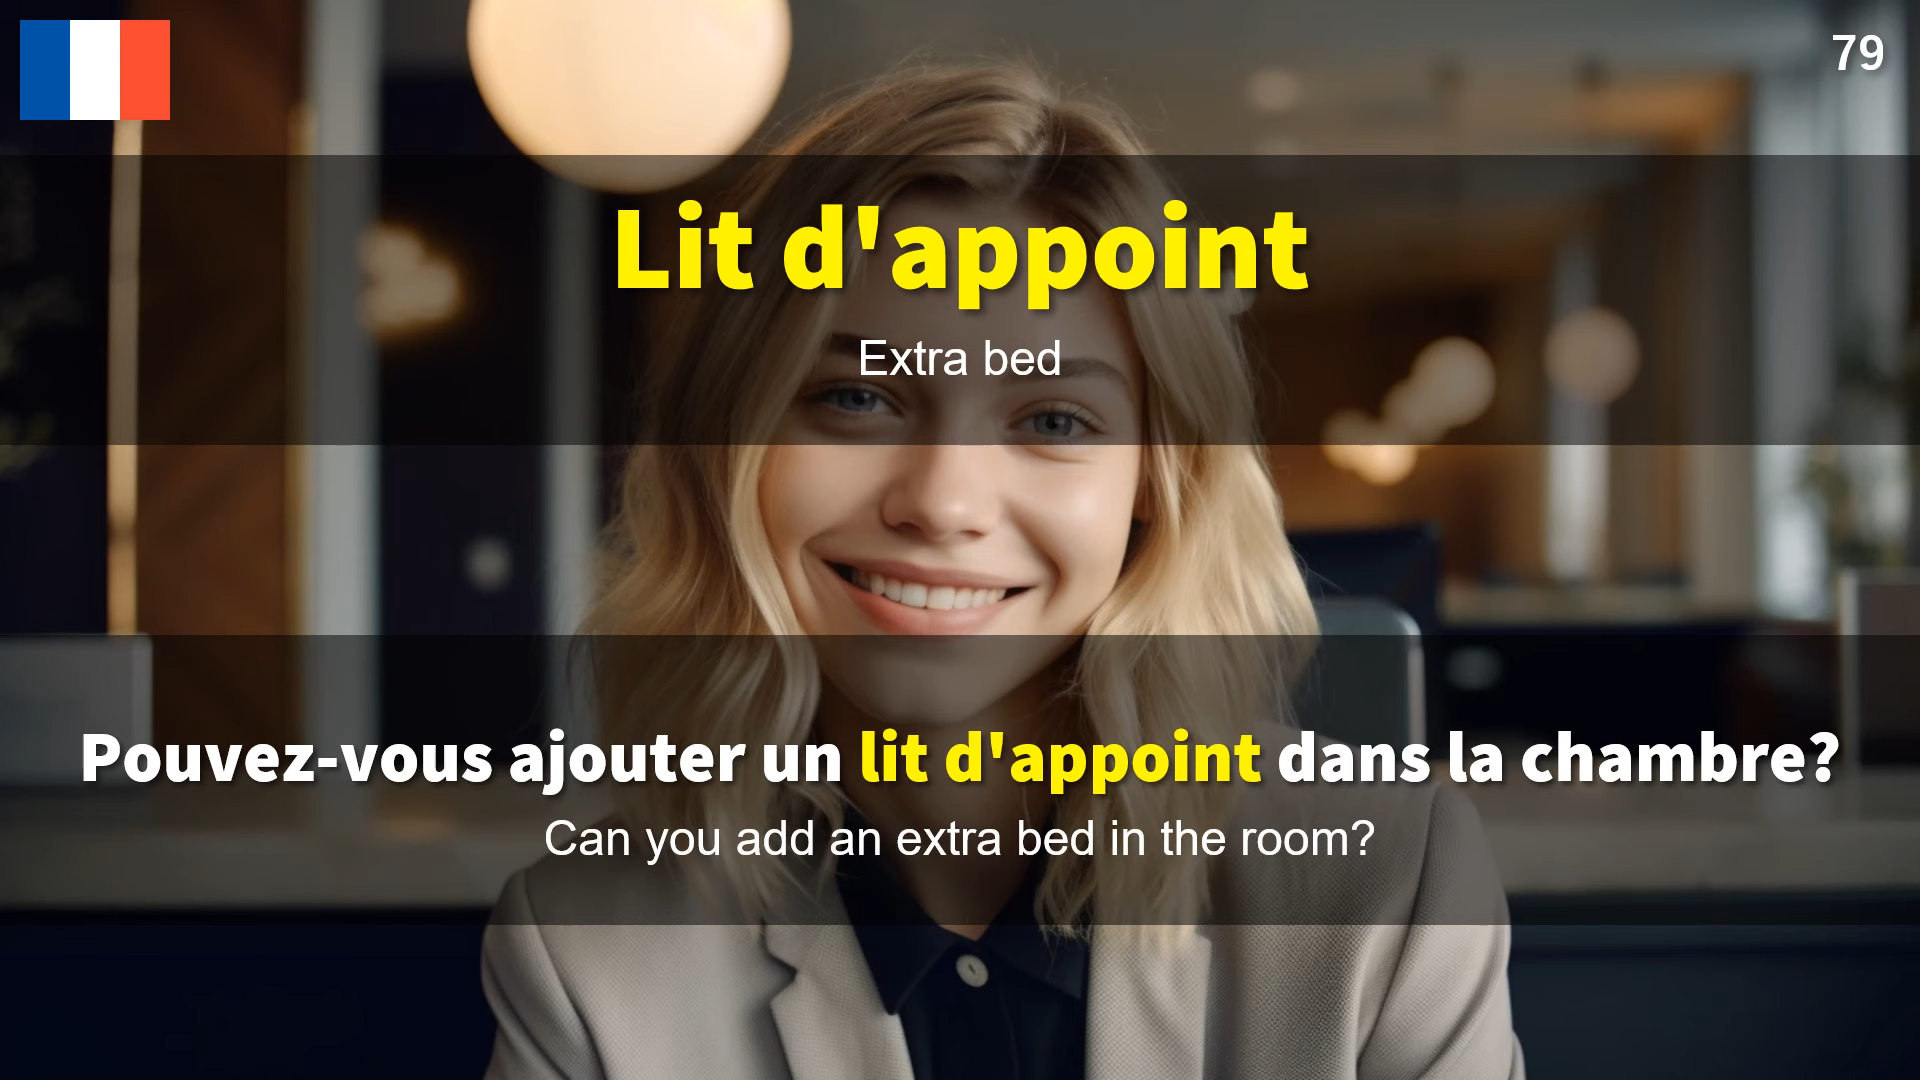 79
Lit d'appoint
Extra bed
Pouvez-vous ajouter un lit d'appoint dans la chambre?
Can you add an extra bed in the room?